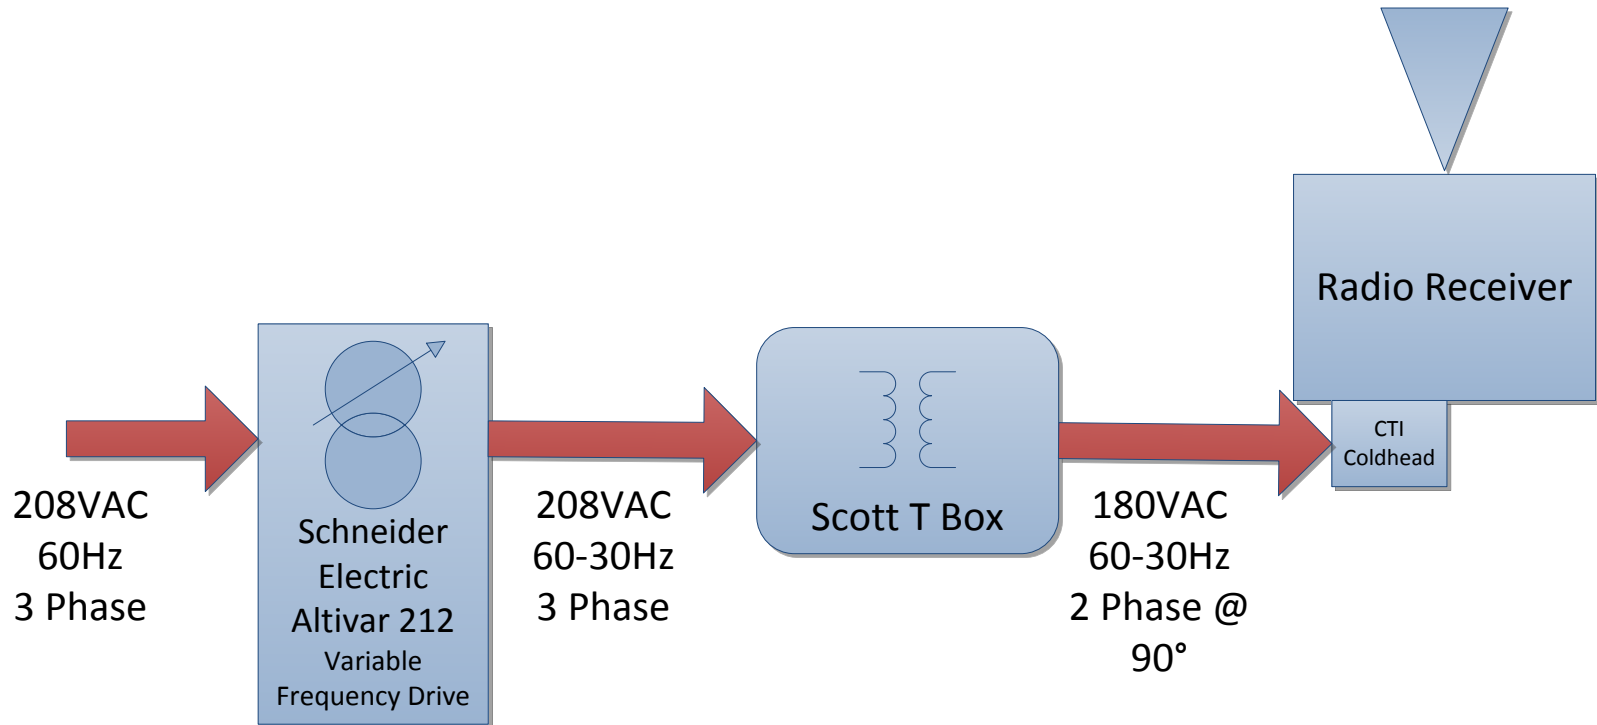 208VAC
60Hz
3 Phase
Schneider
Electric
Altivar 212
Variable
Frequency Drive
208VAC
60-30Hz
3 Phase
Scott T Box
180VAC
60-30Hz
2 Phase @
90°
Radio Receiver
CTI
Coldhead